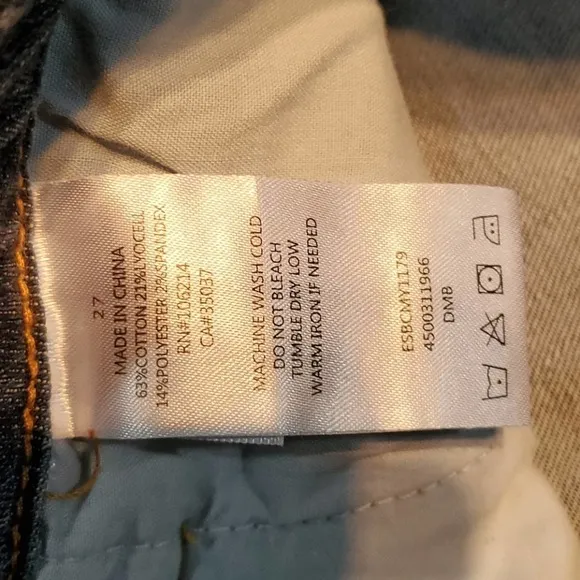 27
MADE IN CHINA
63%COTTON 21%LYOCELL
14%POLYESTER 2%SPANDEX
RN#106214
CA#35037
MACHINE WASH COLD
DO NOT BLEACH
TUMBLE DRY LOW
WARM IRON IF NEEDED
ESBCMY1179
4500311966
DMB